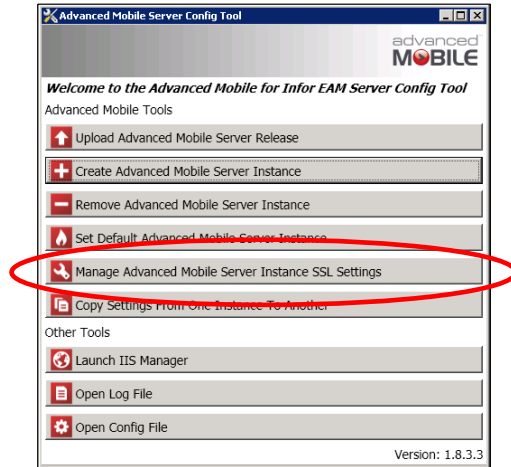 Advanced Mobile Server Config Tool
advanced
MOBILE
Welcome to the Advanced Mobile for Infor EAM Server Config Tool
Advanced Mobile Tools
Upload Advanced Mobile Server Release
Create Advanced Mobile Server Instance
Remove Advanced Mobile Server Instance
Set Default Advanced Mobile Server Instance
Manage Advanced Mobile Server Instance SSL Settings
Copy Settings From One Instance To Another
Other Tools
Launch IIS Manager
Open Log File
Open Config File
Version: 1.8.3.3